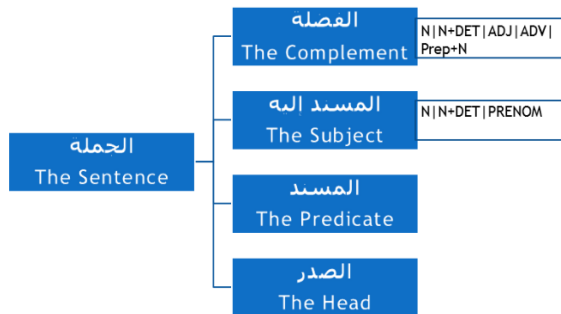 الفضلة
The Complement
N|N+DET|ADJ|ADV|
Prep+N
المسند إليه
The Subject
N|N+DET|PRENOM
الجملة
The Sentence
المسند
The Predicate
الصدر
The Head